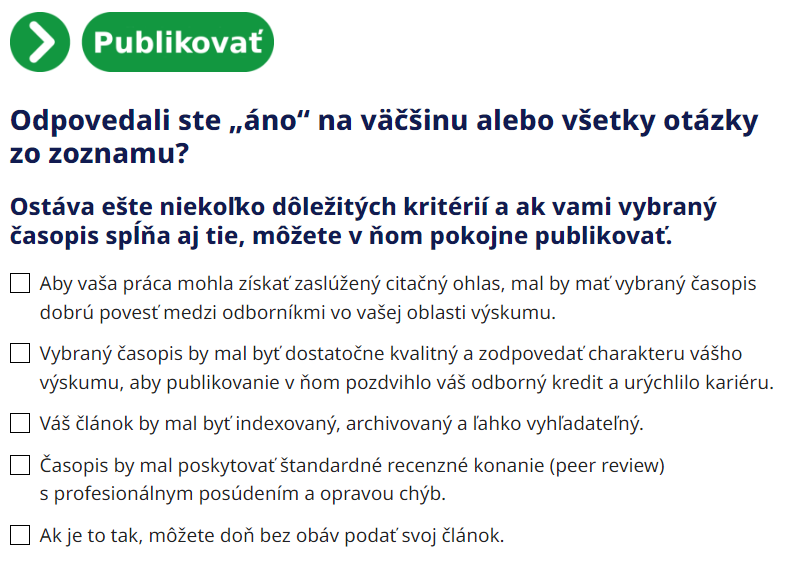 Publikovať
Odpovedali ste „áno“ na väčšinu alebo všetky otázky
zo zoznamu?
Ostáva ešte niekoľko dôležitých kritérií a ak vami vybraný
časopis spĺňa aj tie, môžete v ňom pokojne publikovať.
Aby vaša práca mohla získať zaslúžený citačný ohlas, mal by mať vybraný časopis
dobrú povesť medzi odborníkmi vo vašej oblasti výskumu.
Vybraný časopis by mal byť dostatočne kvalitný a zodpovedať charakteru vášho
výskumu, aby publikovanie v ňom pozdvihlo váš odborný kredit a urýchlilo kariéru.
Váš článok by mal byť indexovaný, archivovaný a ľahko vyhľadateľný.
Časopis by mal poskytovať štandardné recenzné konanie (peer review)
s profesionálnym posúdením a opravou chýb.
Ak je to tak, môžete doň bez obáv podať svoj článok.